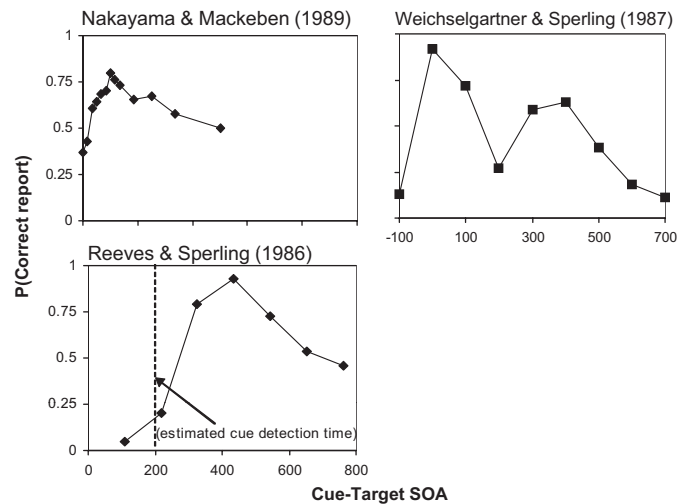 Nakayama & Mackeben (1989)
Weichselgartner & Sperling (1987)
1
0.75
0.5
0.25
0
-100 100 300 500 700
P(Correct report)
Reeves & Sperling (1986)
1
0.75
0.5
0.25
0
(estimated cue detection time)
0 200 400 600 800
Cue-Target SOA